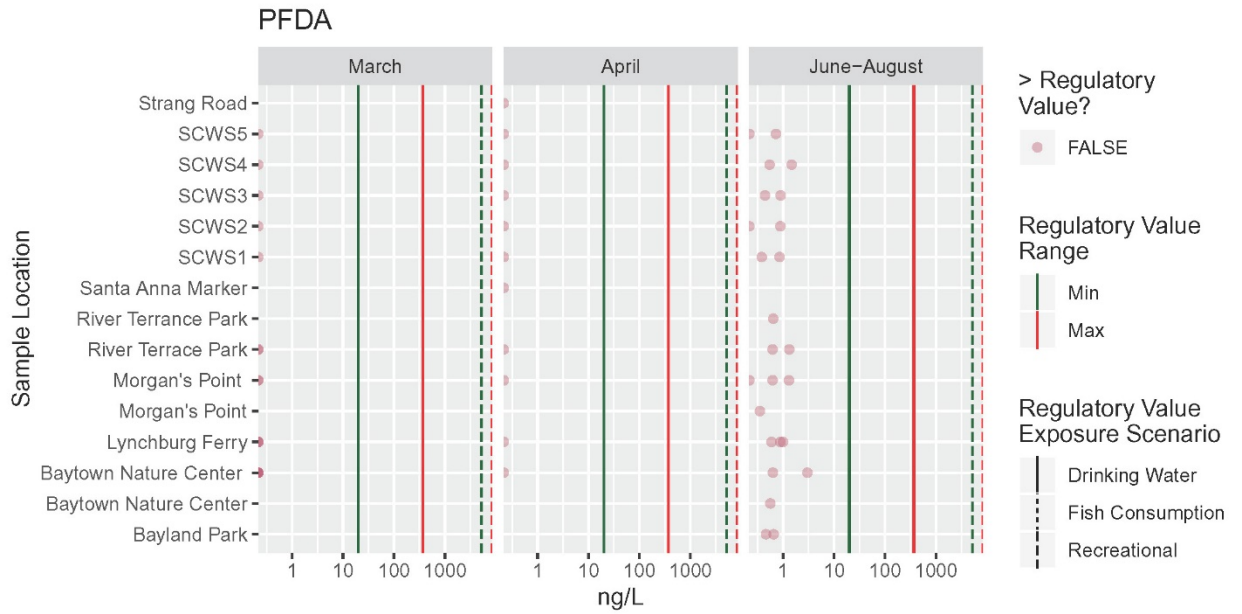 PFDA
March
April
June−August
Sample Location
Strang Road
SCWS5
SCWS4
SCWS3
SCWS2
SCWS1
Santa Anna Marker
River Terrance Park
River Terrace Park
Morgan's Point
Morgan's Point
Lynchburg Ferry
Baytown Nature Center
Baytown Nature Center
Bayland Park
1 10 100 1000
1 10 100 1000
1 10 100 1000
ng/L
> Regulatory
Value?
FALSE
Regulatory Value
Range
Min
Max
Regulatory Value
Exposure Scenario
Drinking Water
Fish Consumption
Recreational